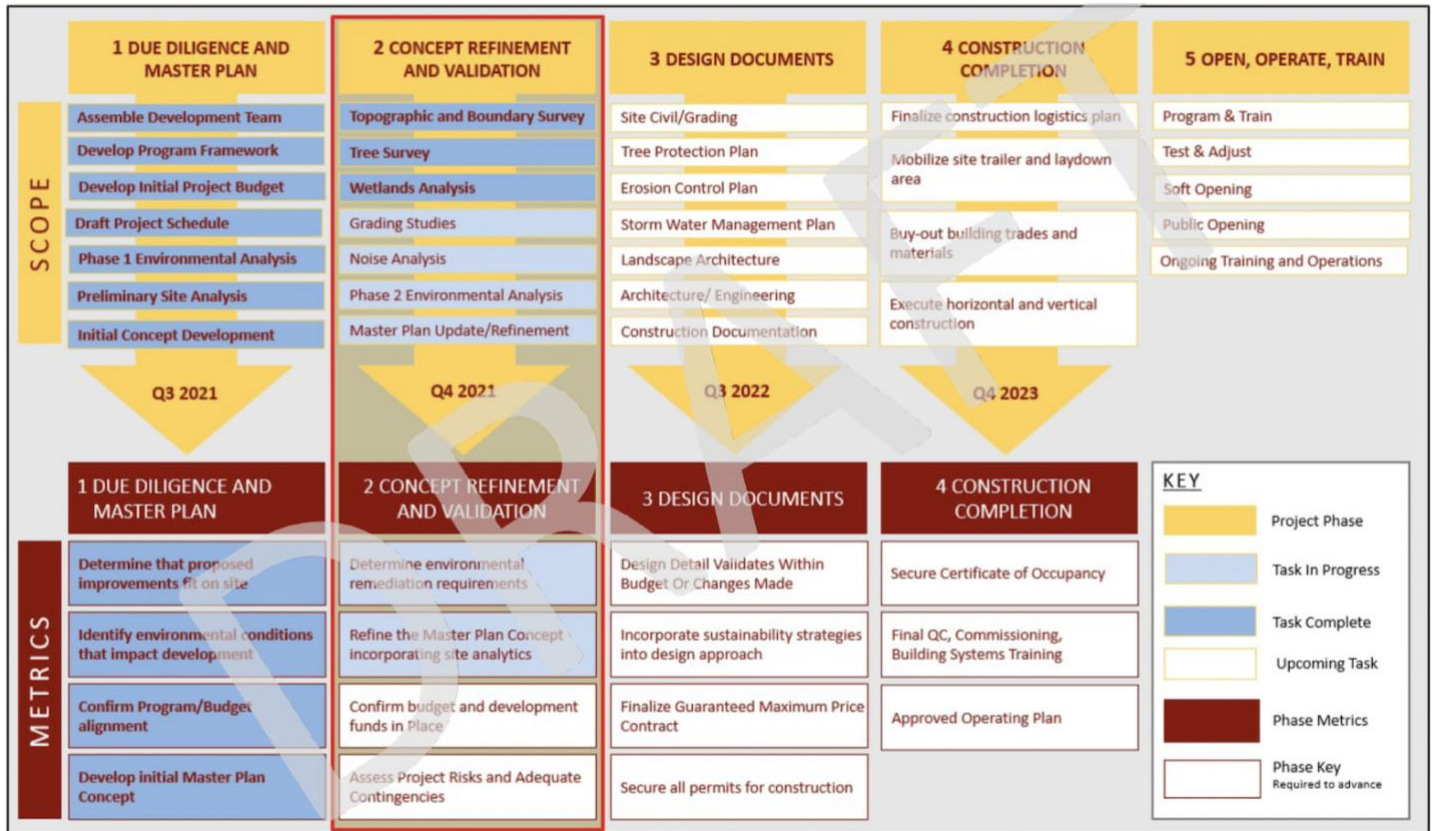 1 DUE DILIGENCE AND
MASTER PLAN
2 CONCEPT REFINEMENT
AND VALIDATION
3 DESIGN DOCUMENTS
4 CONSTRUCTION
COMPLETION
5 OPEN, OPERATE, TRAIN
SCOPE
Assemble Development Team
Develop Program Framework
Develop Initial Project Budget
Draft Project Schedule
Phase 1 Environmental Analysis
Preliminary Site Analysis
Initial Concept Development
Q3 2021
Topographic and Boundary Survey
Tree Survey
Wetlands Analysis
Grading Studies
Noise Analysis
Phase 2 Environmental Analysis
Master Plan Update/Refinement
Q4 2021
Site Civil/Grading
Tree Protection Plan
Erosion Control Plan
Storm Water Management Plan
Landscape Architecture
Architecture/ Engineering
Construction Documentation
Q3 2022
Finalize construction logistics plan
Mobilize site trailer and laydown
area
Buy-out building trades and
materials
Execute horizontal and vertical
construction
Q4 2023
Program & Train
Test & Adjust
Soft Opening
Public Opening
Ongoing Training and Operations
1 DUE DILIGENCE AND
MASTER PLAN
2 CONCEPT REFINEMENT
AND VALIDATION
3 DESIGN DOCUMENTS
4 CONSTRUCTION
COMPLETION
METRICS
Determine that proposed
improvements fit on site
Identify environmental conditions
that impact development
Confirm Program/Budget
alignment
Develop initial Master Plan
Concept
Determine environmental
remediation requirements
Refine the Master Plan Concept
incorporating site analytics
Confirm budget and development
funds in Place
Assess Project Risks and Adequate
Contingencies
Design Detail Validates Within
Budget Or Changes Made
Incorporate sustainability strategies
into design approach
Finalize Guaranteed Maximum Price
Contract
Secure all permits for construction
Secure Certificate of Occupancy
Final QC, Commissioning,
Building Systems Training
Approved Operating Plan
KEY
Project Phase
Task In Progress
Task Complete
Upcoming Task
Phase Metrics
Phase Key
Required to advance
DRAFT